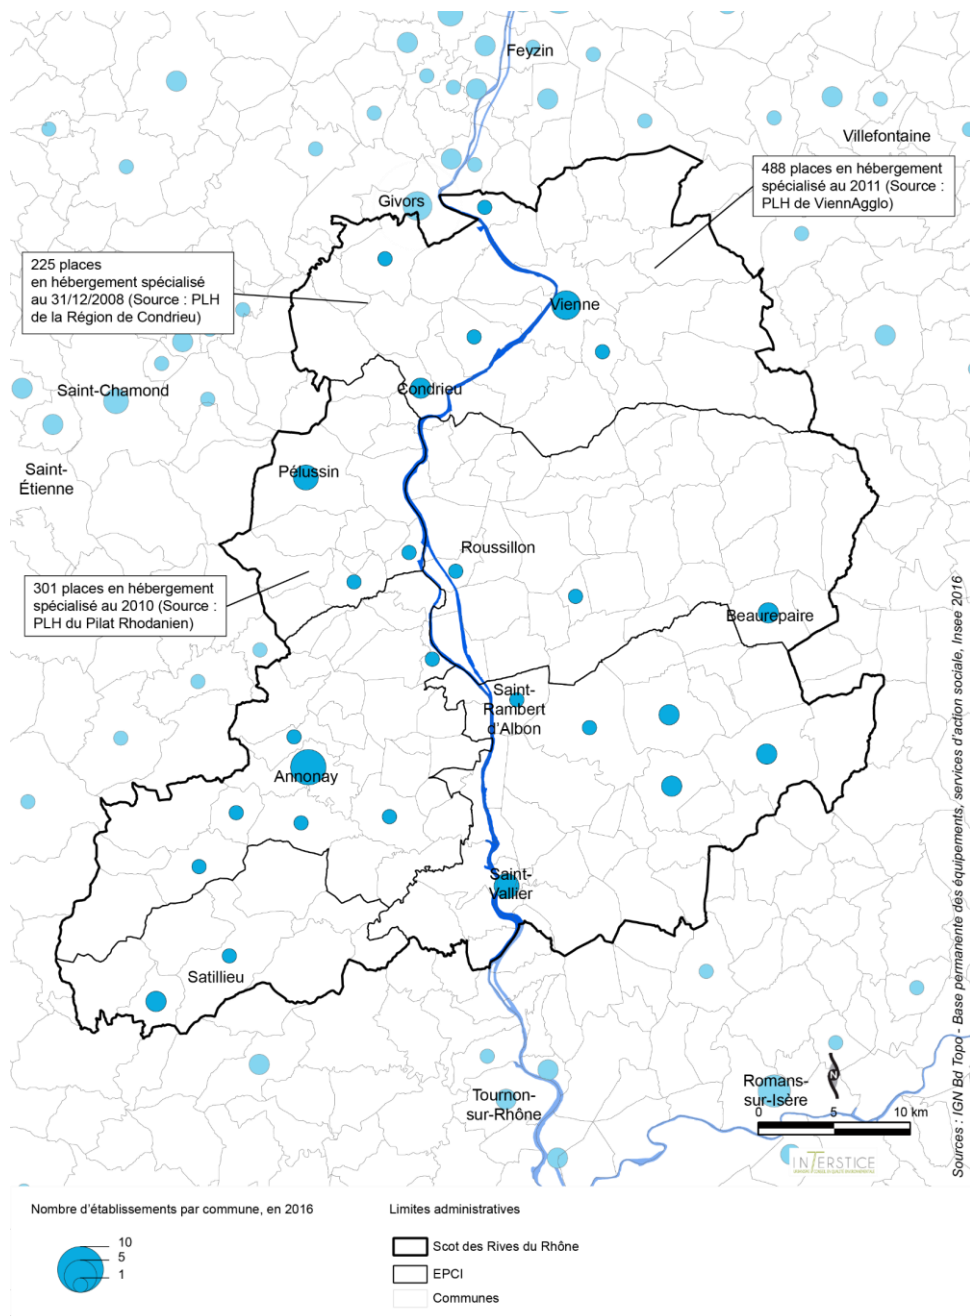 Feyzin
Villefontaine
488 places en hébergement
spécialisé au 2011 (Source :
PLH de ViennAgglo)
Givors
225 places
en hébergement spécialisé
au 31/12/2008 (Source : PLH
de la Région de Condrieu)
Vienne
Saint-Chamond
Condrieu
Saint-
Étienne
Pélussin
Roussillon
301 places en hébergement
spécialisé au 2010 (Source :
PLH du Pilat Rhodanien)
Beaurepaire
Saint-
Rambert
d'Albon
Annonay
Saint-
Vallier
Satillieu
Tournon-
sur-Rhône
Romans-
sur-Isère
N
0 5 10 km
INTERSTICE
Sources : IGN Bd Topo - Base permanente des équipements, services d'action sociale, Insee 2016
Nombre d'établissements par commune, en 2016
10
5
1
Limites administratives
Scot des Rives du Rhône
EPCI
Communes